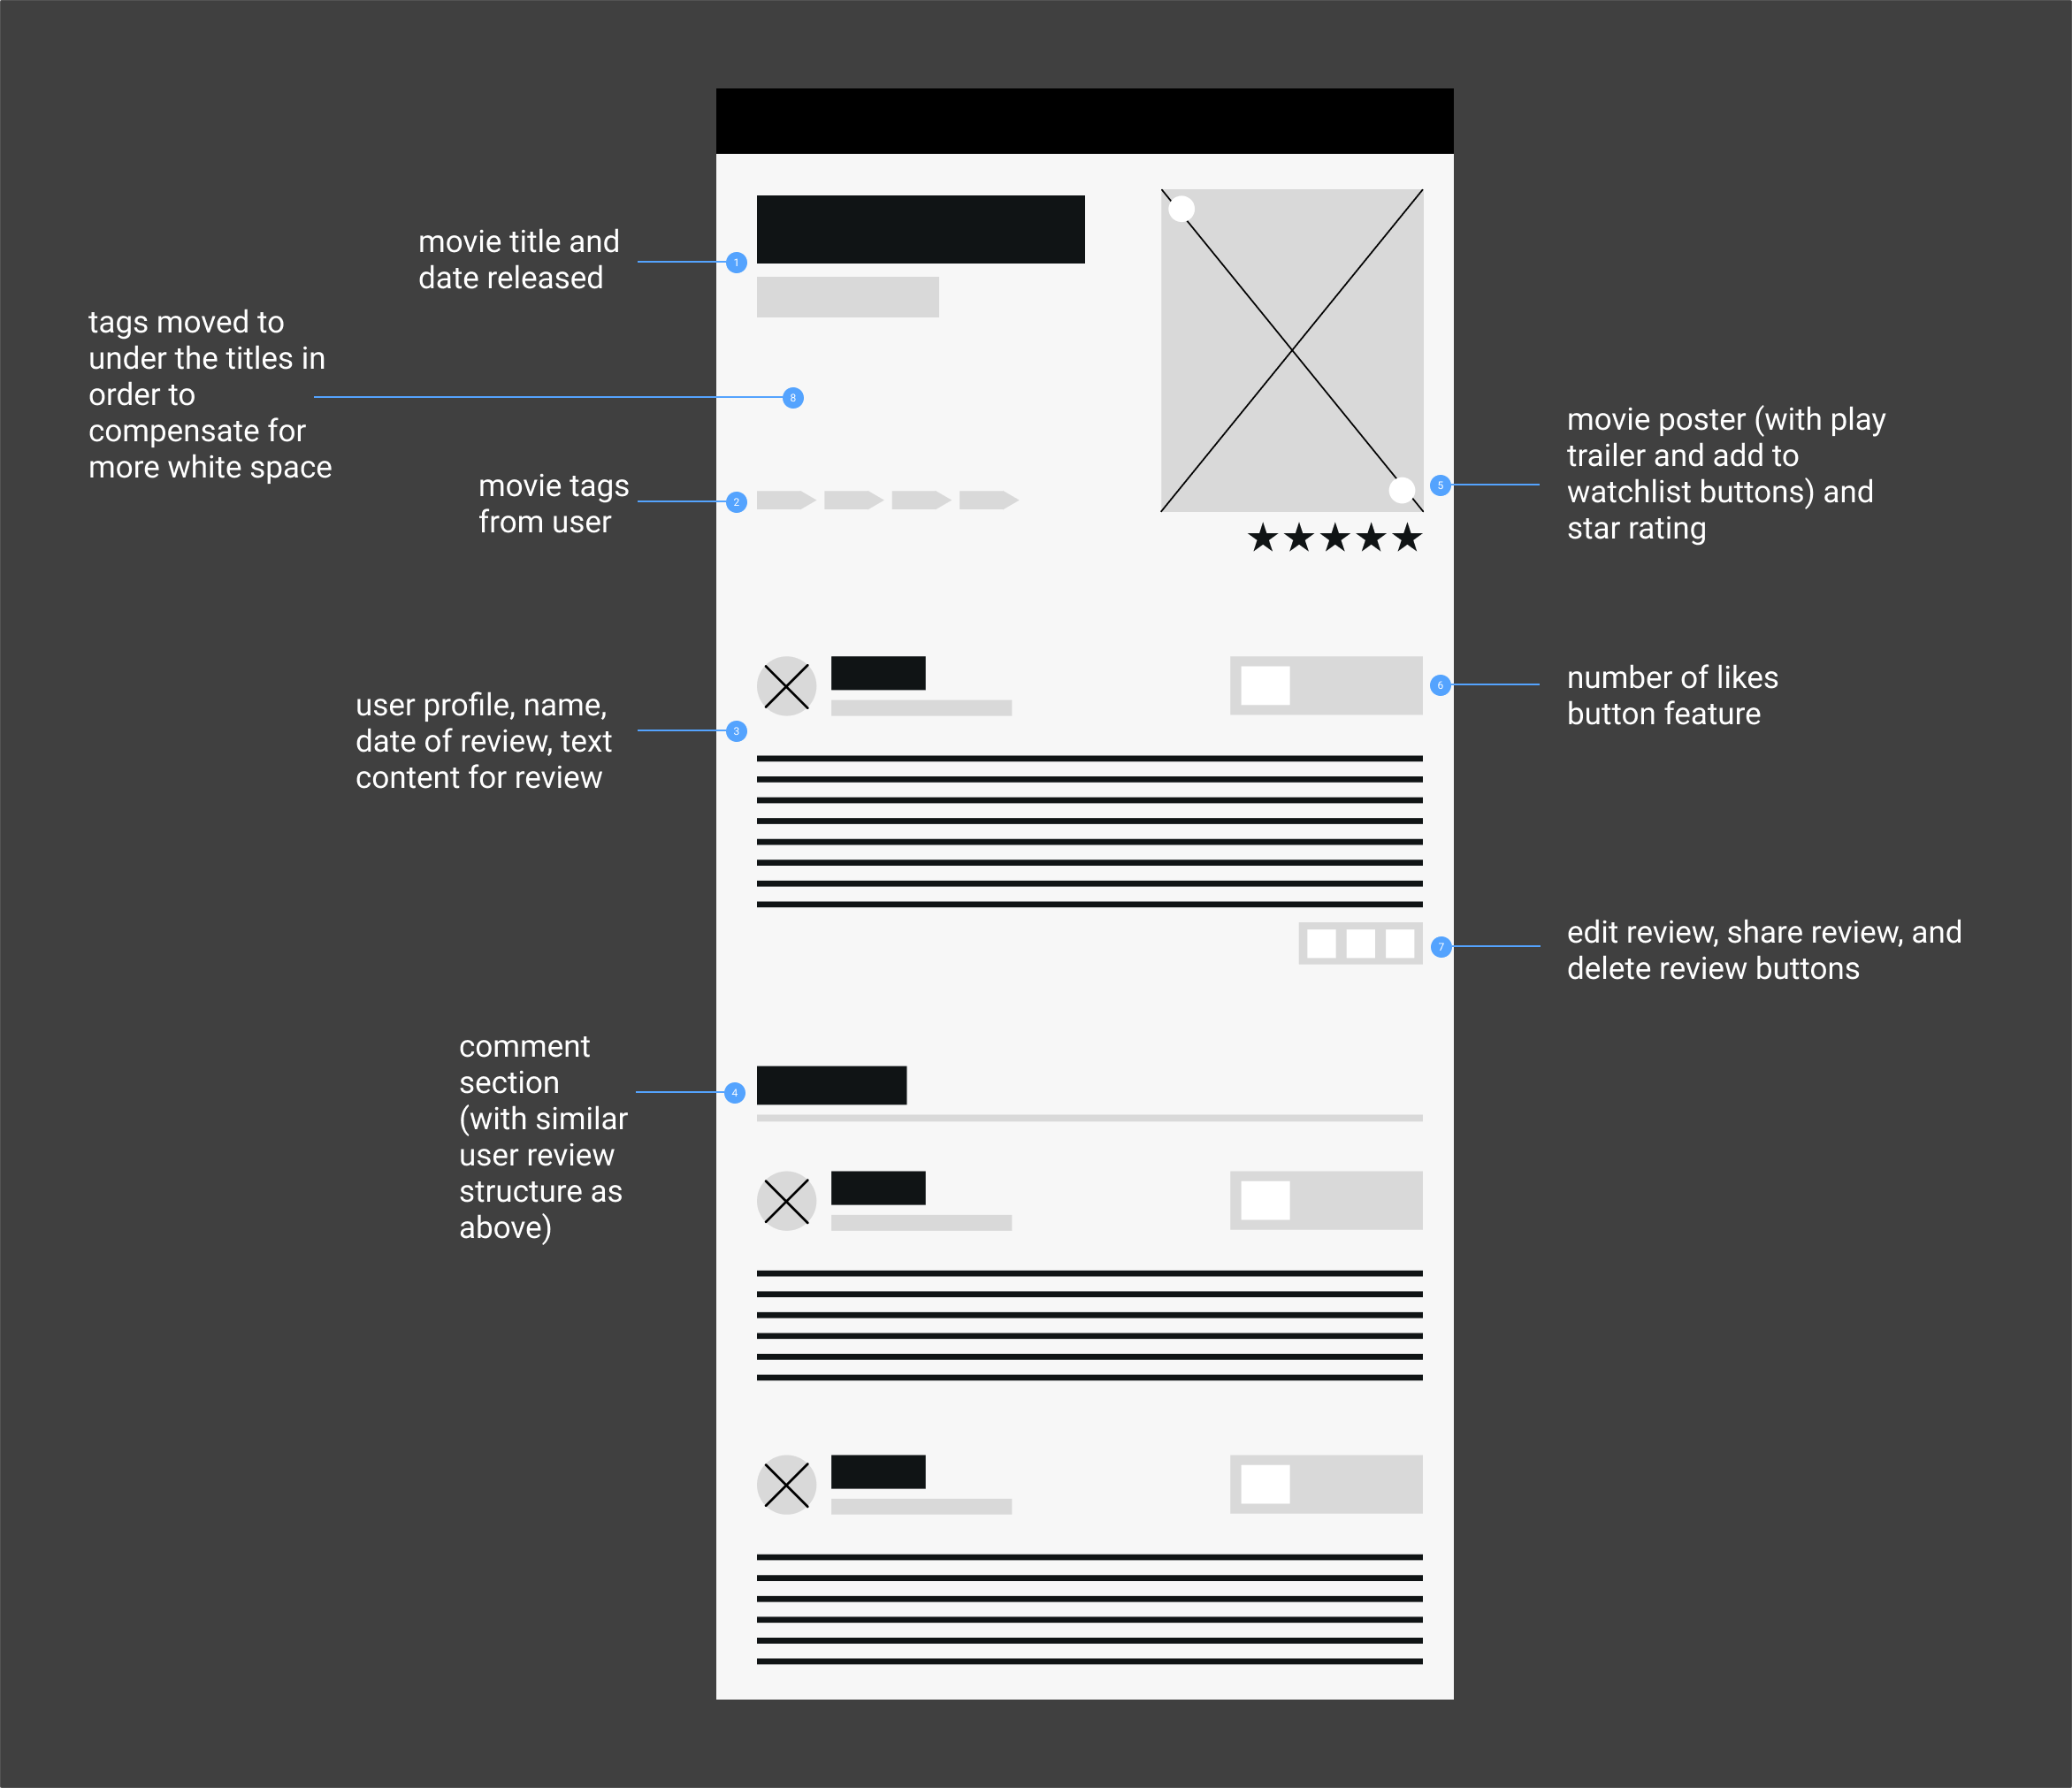 movie title and
date released
1
tags moved to
under the titles in
order to
compensate for
more white space
8
movie tags
from user
2
movie poster (with play
trailer and add to
watchlist buttons) and
star rating
5
user profile, name,
date of review, text
content for review
3
number of likes
button feature
6
edit review, share review, and
delete review buttons
7
comment
section
(with similar
user review
structure as
above)
4